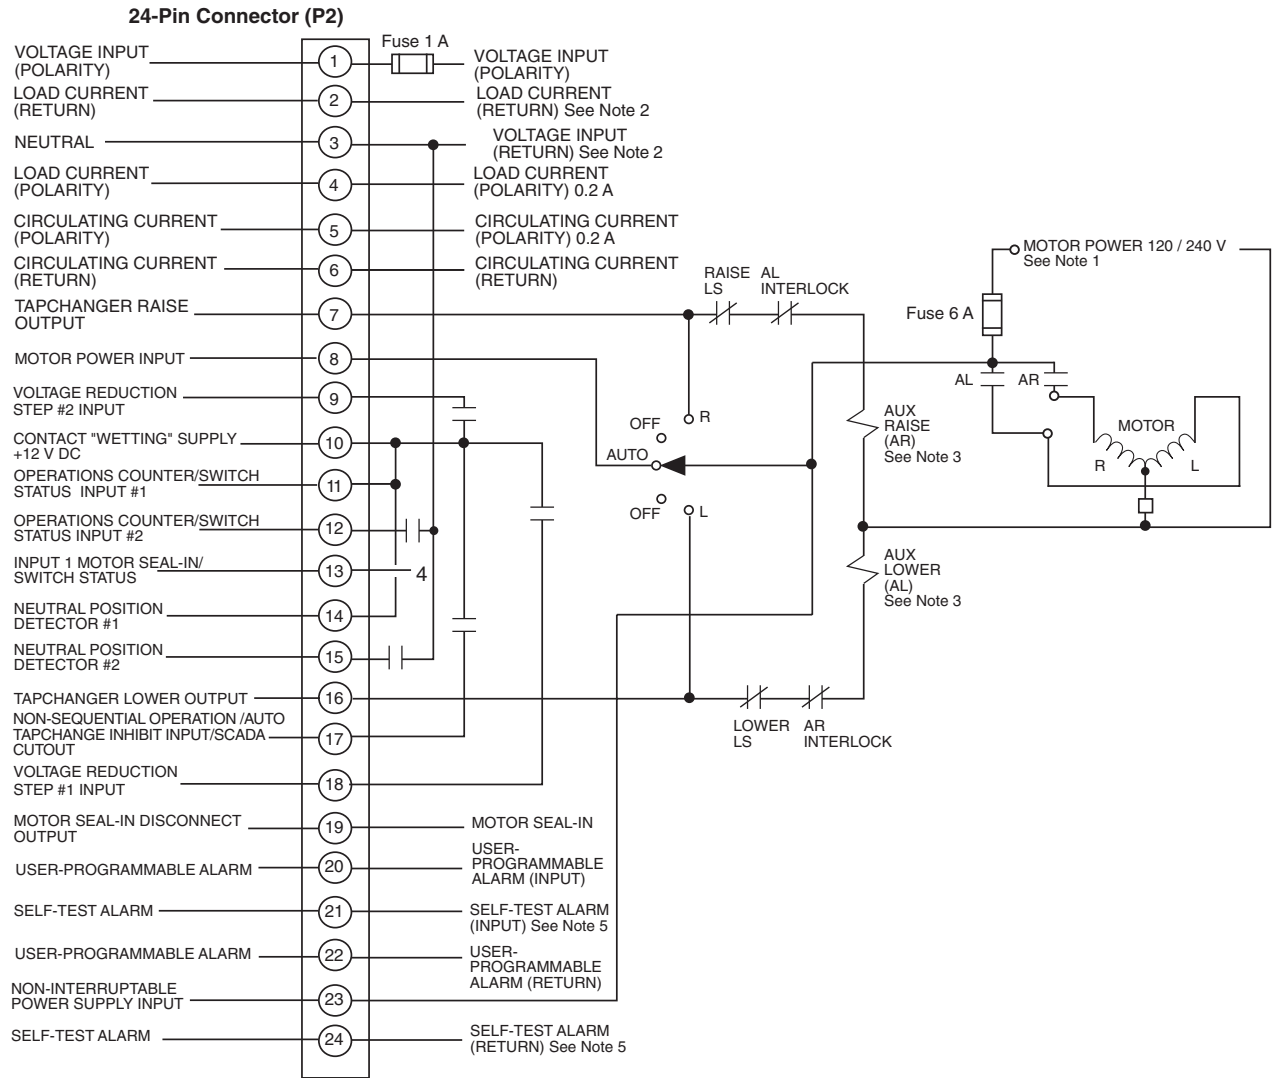 24-Pin Connector (P2)
VOLTAGE INPUT
(POLARITY)
1
Fuse 1 A
VOLTAGE INPUT
(POLARITY)
LOAD CURRENT
(RETURN)
2
LOAD CURRENT
(RETURN) See Note 2
NEUTRAL
3
VOLTAGE INPUT
(RETURN) See Note 2
LOAD CURRENT
(POLARITY)
4
LOAD CURRENT
(POLARITY) 0.2 A
CIRCULATING CURRENT
(POLARITY)
5
CIRCULATING CURRENT
(POLARITY) 0.2 A
CIRCULATING CURRENT
(RETURN)
6
CIRCULATING CURRENT
(RETURN)
TAPCHANGER RAISE
OUTPUT
7
MOTOR POWER INPUT
8
VOLTAGE REDUCTION
STEP #2 INPUT
9
CONTACT "WETTING" SUPPLY
+12 V DC
10
OPERATIONS COUNTER/SWITCH
STATUS INPUT #1
11
OPERATIONS COUNTER/SWITCH
STATUS INPUT #2
12
INPUT 1 MOTOR SEAL-IN/
SWITCH STATUS
13
4
NEUTRAL POSITION
DETECTOR #1
14
NEUTRAL POSITION
DETECTOR #2
15
TAPCHANGER LOWER OUTPUT
16
NON-SEQUENTIAL OPERATION /AUTO
TAPCHANGE INHIBIT INPUT/SCADA
CUTOUT
17
VOLTAGE REDUCTION
STEP #1 INPUT
18
MOTOR SEAL-IN DISCONNECT
OUTPUT
19
MOTOR SEAL-IN
USER-PROGRAMMABLE ALARM
20
USER-
PROGRAMMABLE
ALARM (INPUT)
SELF-TEST ALARM
21
SELF-TEST ALARM
(INPUT) See Note 5
USER-PROGRAMMABLE ALARM
22
USER-
PROGRAMMABLE
ALARM (RETURN)
NON-INTERRUPTABLE
POWER SUPPLY INPUT
23
SELF-TEST ALARM
24
SELF-TEST ALARM
(RETURN) See Note 5
RAISE
LS
AL
INTERLOCK
OFF
R
AUTO
OFF
L
LOWER
LS
AR
INTERLOCK
AUX
RAISE
(AR)
See Note 3
AUX
LOWER
(AL)
See Note 3
MOTOR POWER 120 / 240 V
See Note 1
Fuse 6 A
AL
AR
MOTOR
R
L